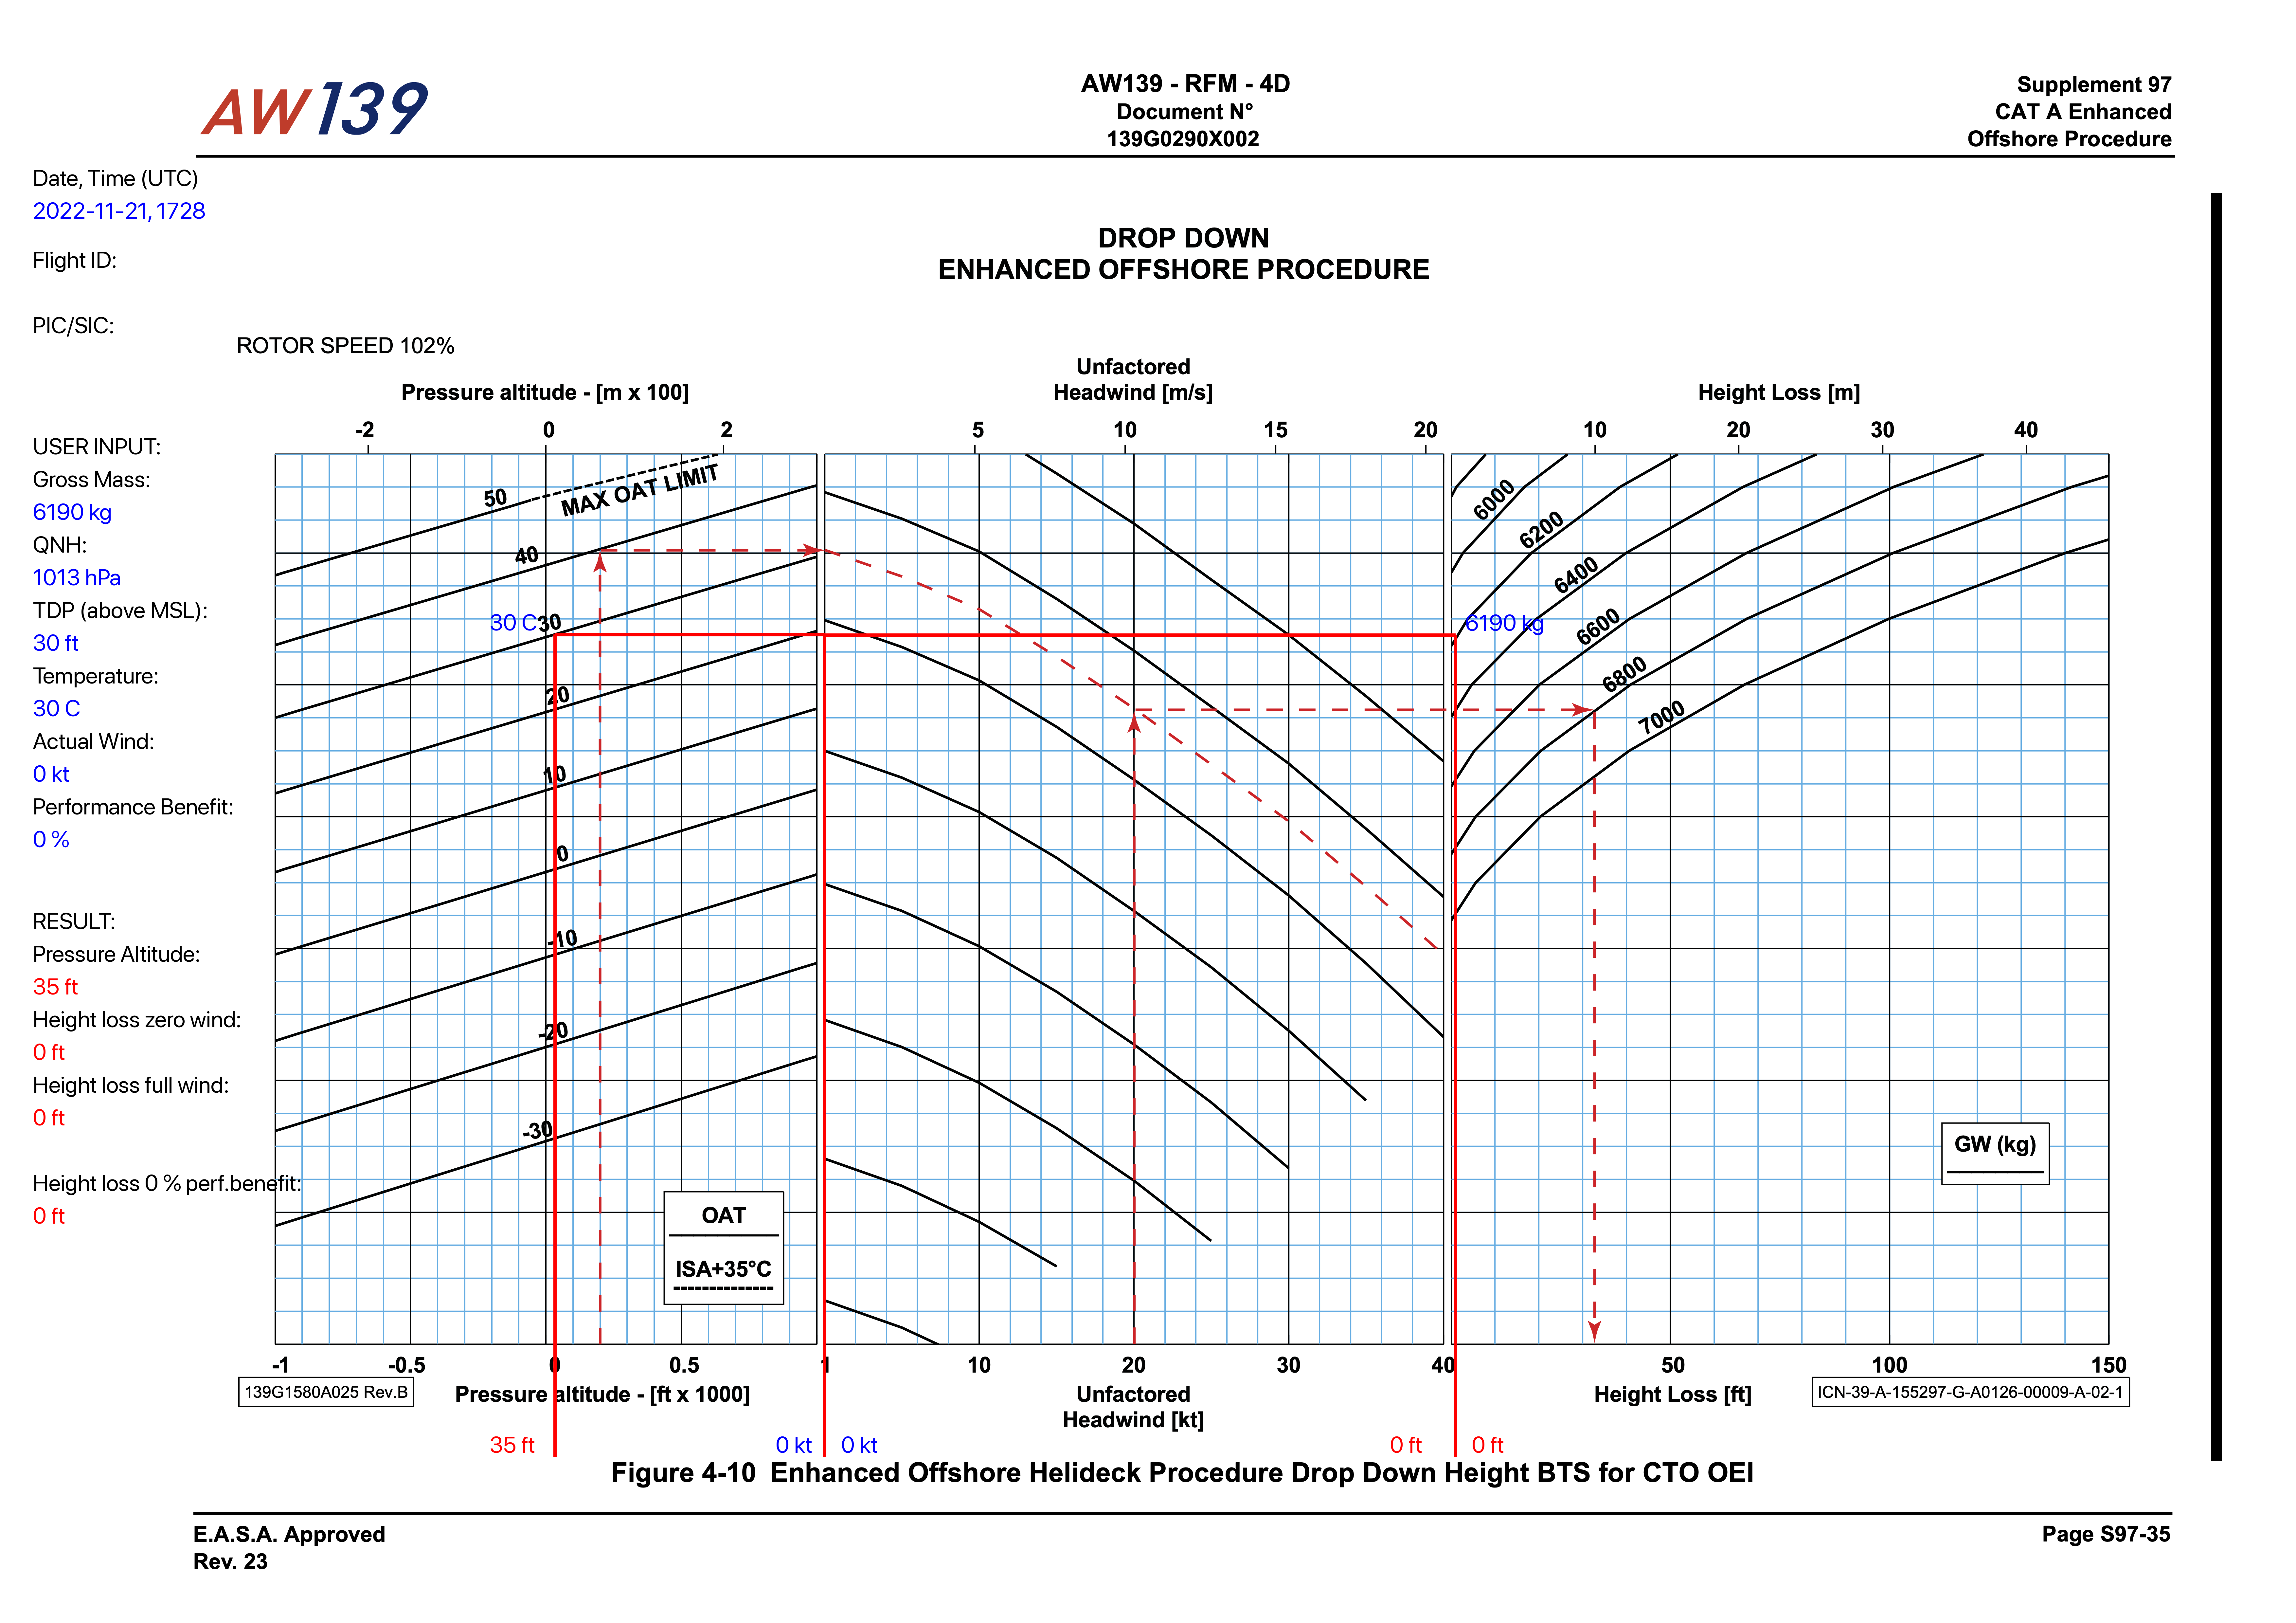 AW139
AW139 - RFM - 4D
Document N°
139G0290X002
Supplement 97
CAT A Enhanced
Offshore Procedure
Date, Time (UTC)
2022-11-21, 1728
Flight ID:
PIC/SIC:
DROP DOWN
ENHANCED OFFSHORE PROCEDURE
ROTOR SPEED 102%
Pressure altitude - [m x 100]
Unfactored
Headwind [m/s]
Height Loss [m]
-2 0 2
5 10 15 20
10 20 30 40
USER INPUT:
Gross Mass:
6190 kg
QNH:
1013 hPa
TDP (above MSL):
30 ft
Temperature:
30 C
Actual Wind:
0 kt
Performance Benefit:
0 %
RESULT:
Pressure Altitude:
35 ft
Height loss zero wind:
0 ft
Height loss full wind:
0 ft
Height loss 0 % perf.benefit:
0 ft
50
MAX OAT LIMIT
40
30 C
30
20
10
0
-10
-20
-30
OAT
ISA+35°C
6000
6200
6400
6190 kg
6600
6800
7000
GW (kg)
-1 -0.5 0 0.5 1
10 20 30 40
50 100 150
139G1580A025 Rev.B
Pressure altitude - [ft x 1000]
Unfactored
Headwind [kt]
Height Loss [ft]
ICN-39-A-155297-G-A0126-00009-A-02-1
35 ft
0 kt
0 kt
0 ft
0 ft
Figure 4-10 Enhanced Offshore Helideck Procedure Drop Down Height BTS for CTO OEI
E.A.S.A. Approved
Rev. 23
Page S97-35